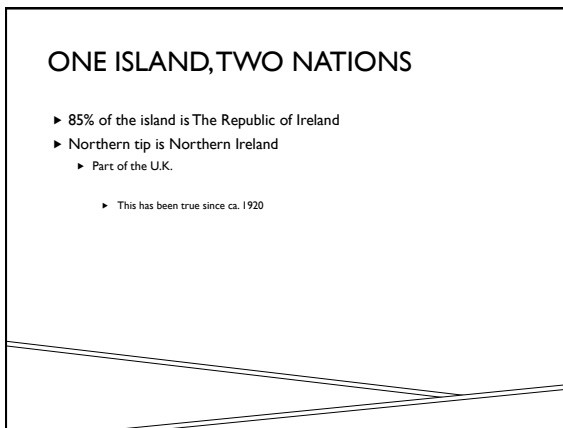 ONE ISLAND, TWO NATIONS
▶ 85% of the island is The Republic of Ireland
▶ Northern tip is Northern Ireland
▶ Part of the U.K.
▶ This has been true since ca. 1920